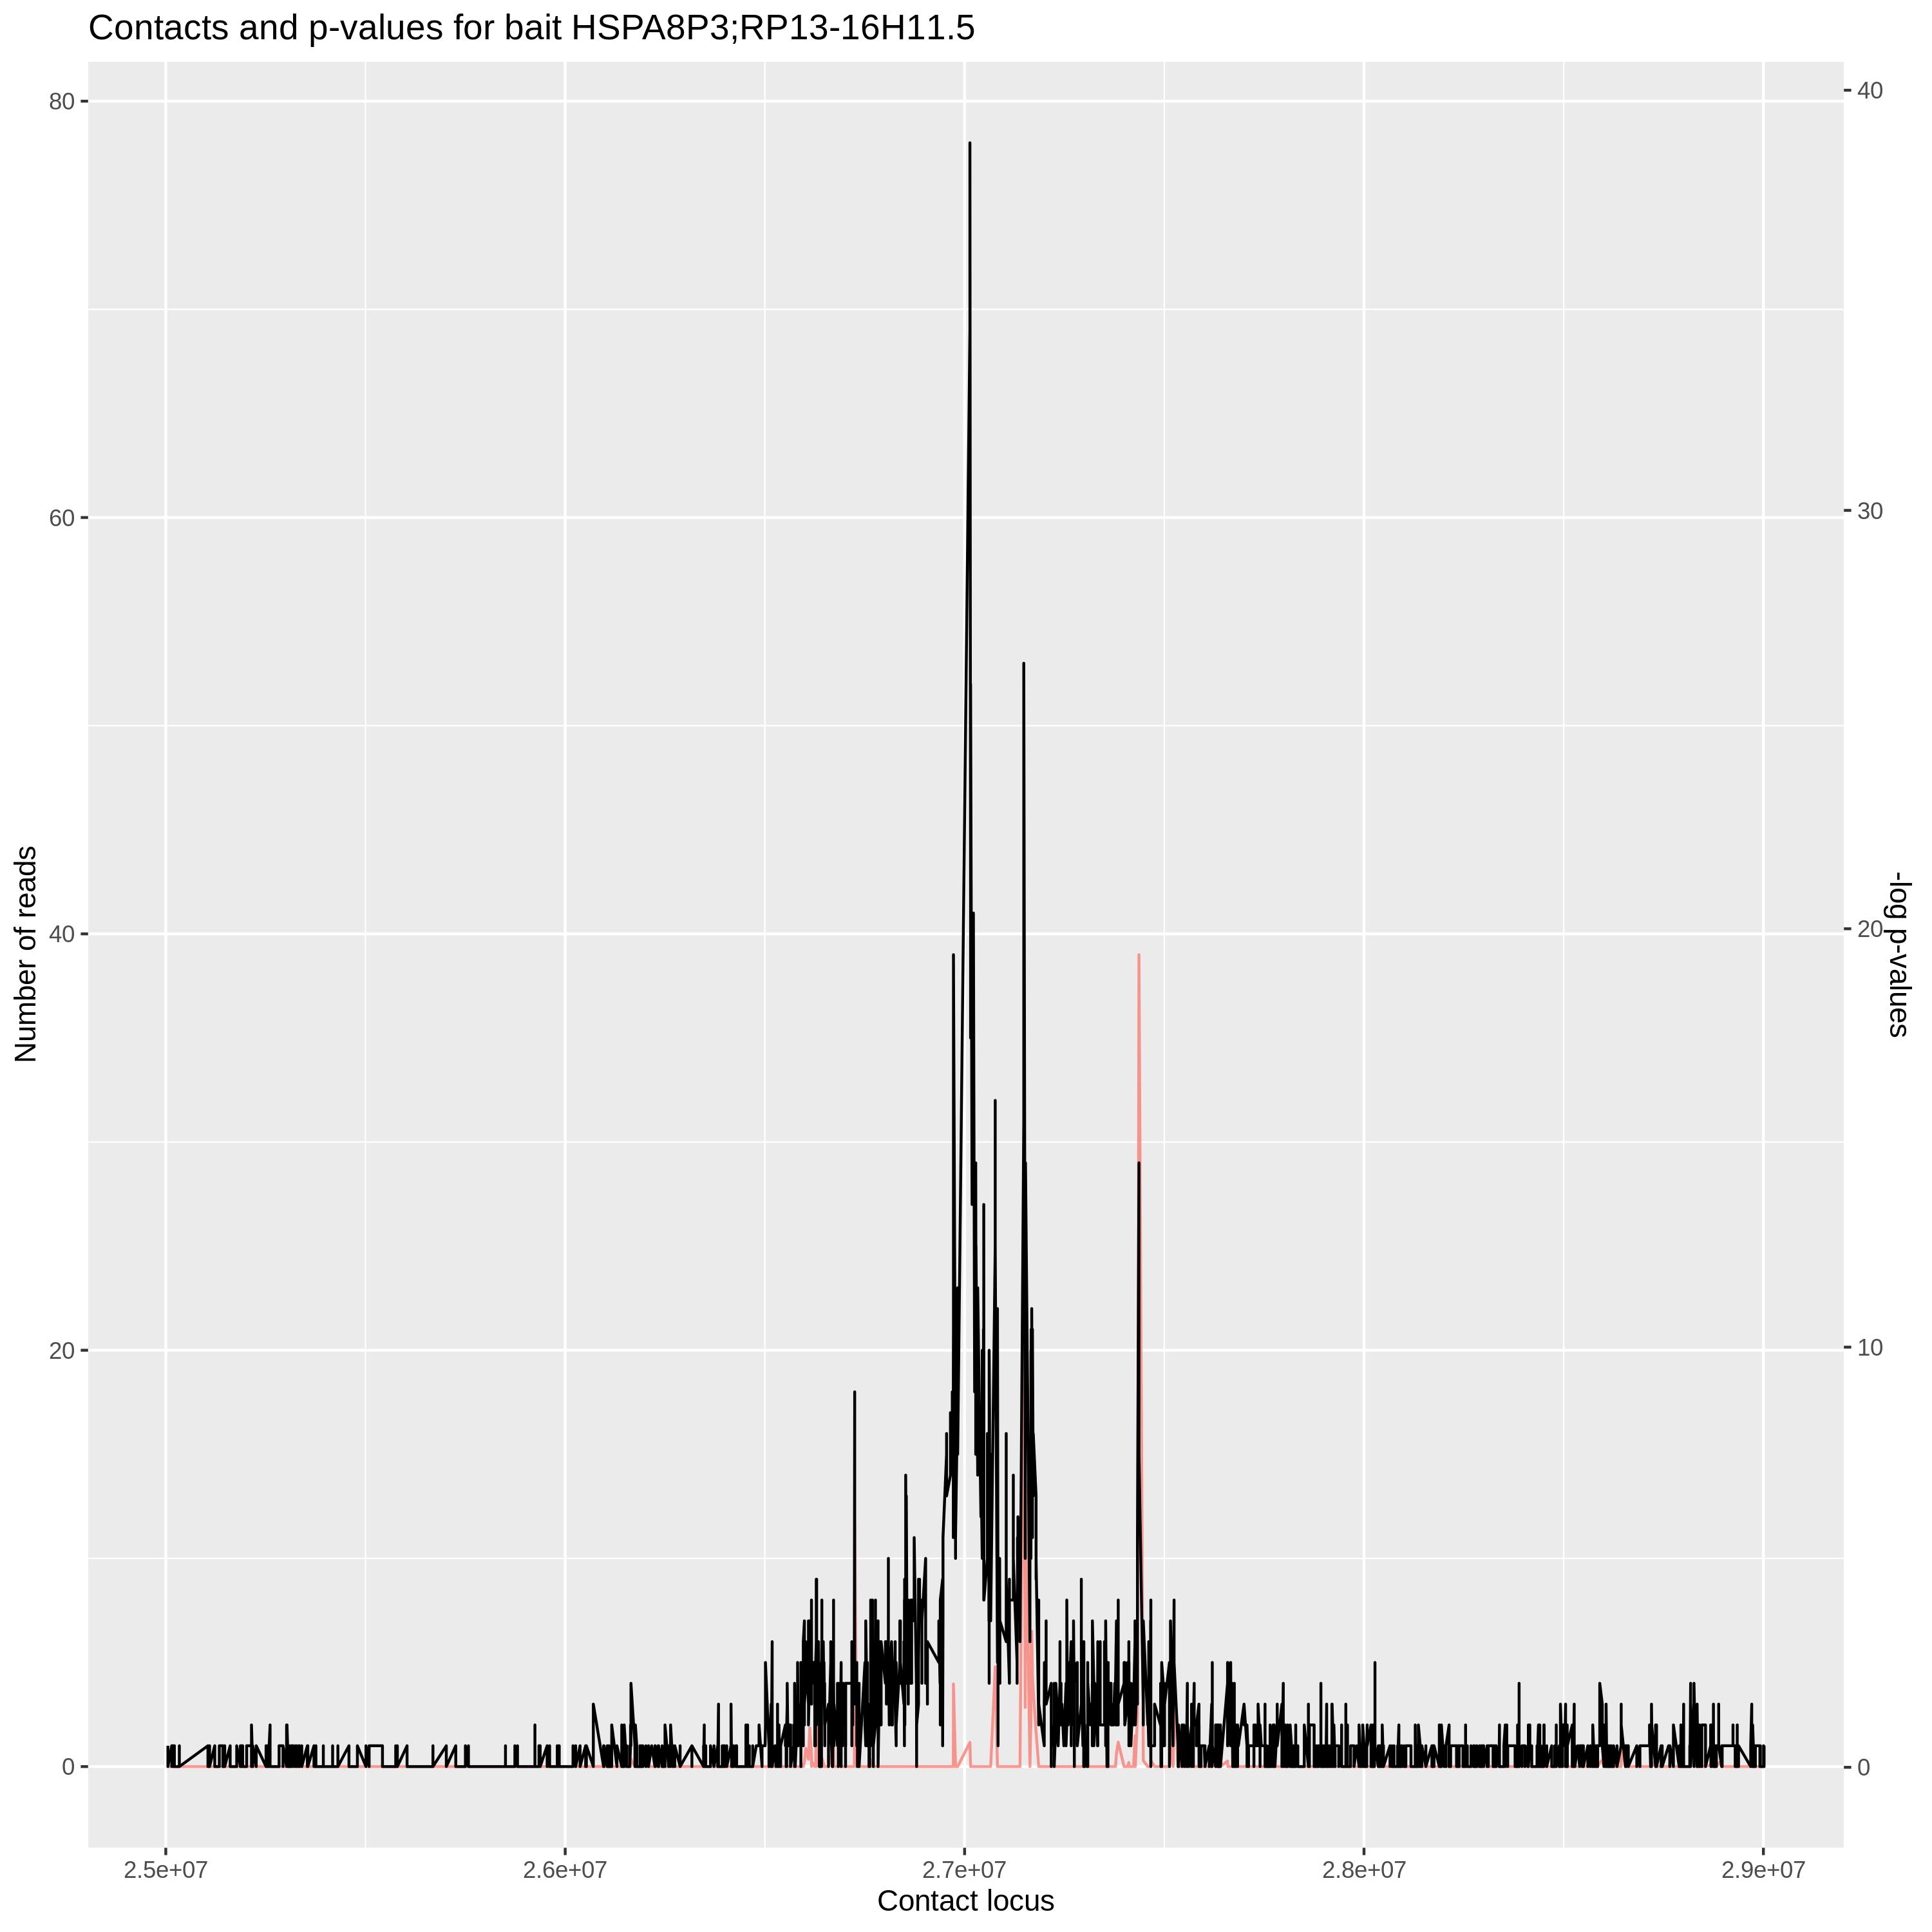 Contacts and p-values for bait HSPA8P3;RP13-16H11.5
80
60
40
20
0
Number of reads
40
30
20
10
0
-log p-values
2.5e+07 2.6e+07 2.7e+07 2.8e+07 2.9e+07
Contact locus